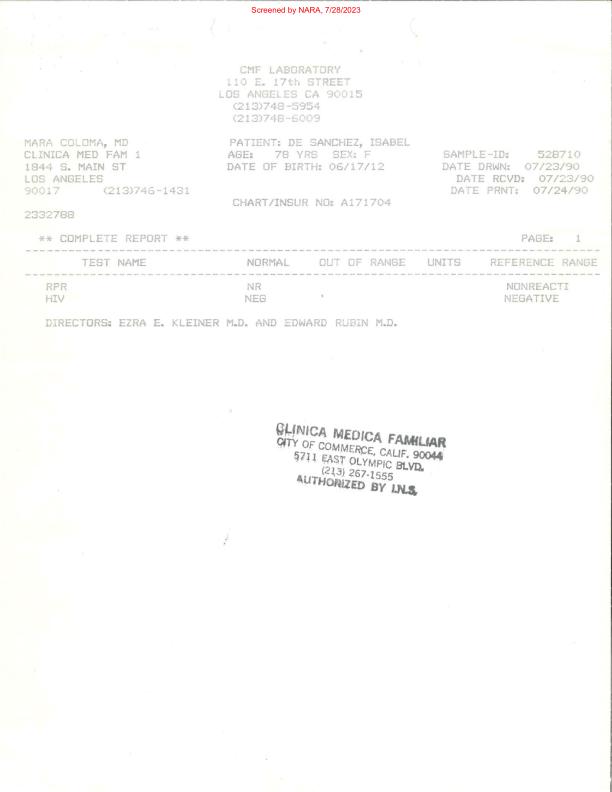 Screened by NARA, 7/28/2023
CMF LABORATORY
110 E. 17th STREET
LOS ANGELES CA 90015
(213)748-5954
(213)748-6009
MARA COLOMA, MD
CLINICA MED FAM 1
1844 S. MAIN ST
LOS ANGELES
90017 (213)746-1431
2332788
PATIENT: DE SANCHEZ, ISABEL
AGE: 78 YRS SEX: F
DATE OF BIRTH: 06/17/12
CHART/INSUR NO: A171704
SAMPLE-ID: 528710
DATE DRWN: 07/23/90
DATE RCVD: 07/23/90
DATE PRNT: 07/24/90
** COMPLETE REPORT ** PAGE: 1
TEST NAME NORMAL OUT OF RANGE UNITS REFERENCE RANGE
RPR NR NONREACTI
HIV NEG NEGATIVE
DIRECTORS: EZRA E. KLEINER M.D. AND EDWARD RUBIN M.D.
CLINICA MEDICA FAMILIAR
CITY OF COMMERCE, CALIF. 90044
5711 EAST OLYMPIC BLVD.
(213) 267-1555
AUTHORIZED BY I.N.S.